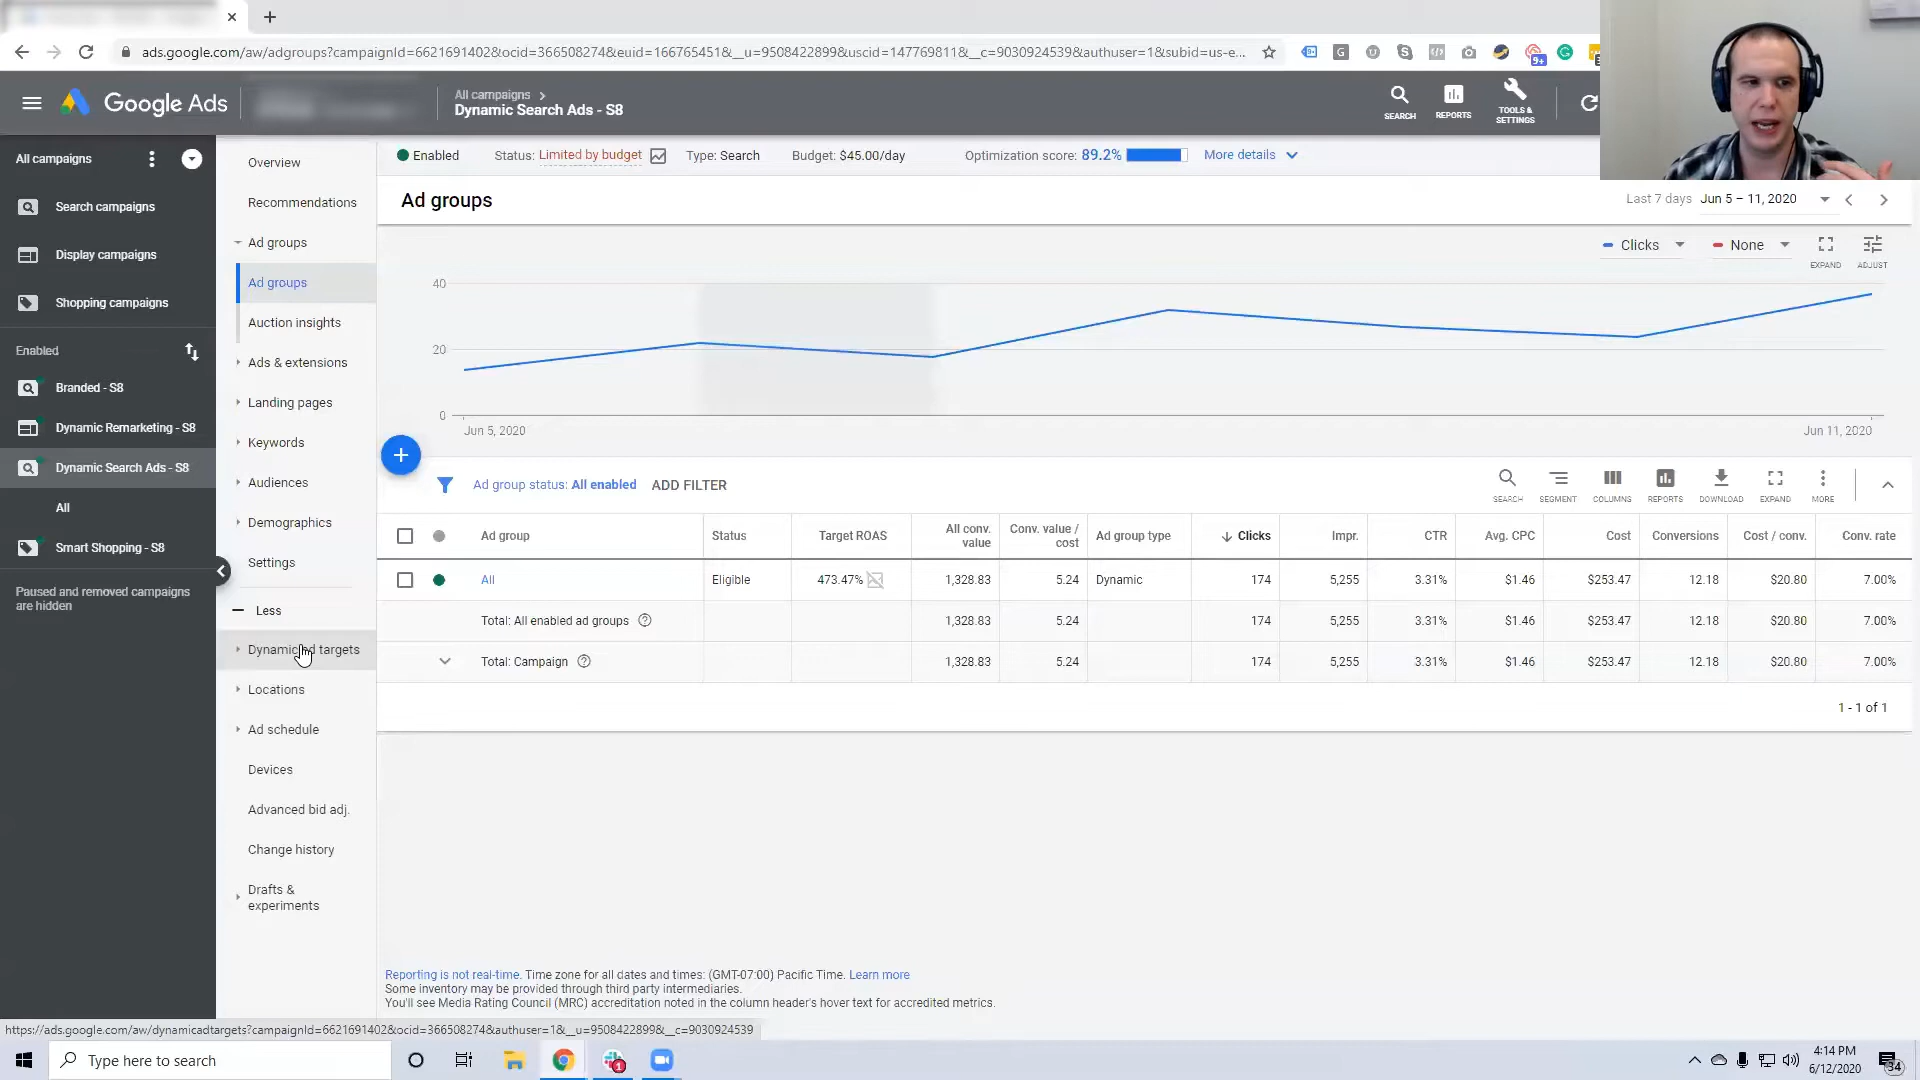 ads.google.com/aw/adgroups?campaignId=6621691402&ocid=366508274&euid=166765451&__u=9508422899&uscid=147769811&__c=9030924539&authuser=1&subid=us-e...
9+
Google Ads
All campaigns
Dynamic Search Ads - S8
SEARCH
REPORTS
TOOLS &
SETTINGS
All campaigns
Search campaigns
Display campaigns
Shopping campaigns
Enabled
Branded - S8
Dynamic Remarketing - S8
Dynamic Search Ads - S8
All
Smart Shopping - S8
Paused and removed campaigns
are hidden
Overview
Recommendations
Ad groups
Ad groups
Auction insights
Ads & extensions
Landing pages
Keywords
Audiences
Demographics
Settings
Less
Dynamic ad targets
Locations
Ad schedule
Devices
Advanced bid adj.
Change history
Drafts &
experiments
Enabled Status: Limited by budget Type: Search Budget: $45.00/day Optimization score: 89.2% More details
Ad groups
Last 7 days Jun 5 – 11, 2020
Clicks None EXPAND ADJUST
40
20
0
Jun 5, 2020 Jun 11, 2020
Ad group status: All enabled ADD FILTER
SEARCH SEGMENT COLUMNS REPORTS DOWNLOAD EXPAND MORE
Ad group Status Target ROAS All conv. value Conv. value / cost Ad group type Clicks Impr. CTR Avg. CPC Cost Conversions Cost / conv. Conv. rate
All Eligible 473.47% 1,328.83 5.24 Dynamic 174 5,255 3.31% $1.46 $253.47 12.18 $20.80 7.00%
Total: All enabled ad groups 1,328.83 5.24 174 5,255 3.31% $1.46 $253.47 12.18 $20.80 7.00%
Total: Campaign 1,328.83 5.24 174 5,255 3.31% $1.46 $253.47 12.18 $20.80 7.00%
1 - 1 of 1
Reporting is not real-time. Time zone for all dates and times: (GMT-07:00) Pacific Time. Learn more
Some inventory may be provided through third party intermediaries.
You'll see Media Rating Council (MRC) accreditation noted in the column header's hover text for accredited metrics.
https://ads.google.com/aw/dynamicadtargets?campaignId=6621691402&ocid=366508274&authuser=1&__u=9508422899&__c=9030924539
Type here to search
1
4:14 PM
6/12/2020
34